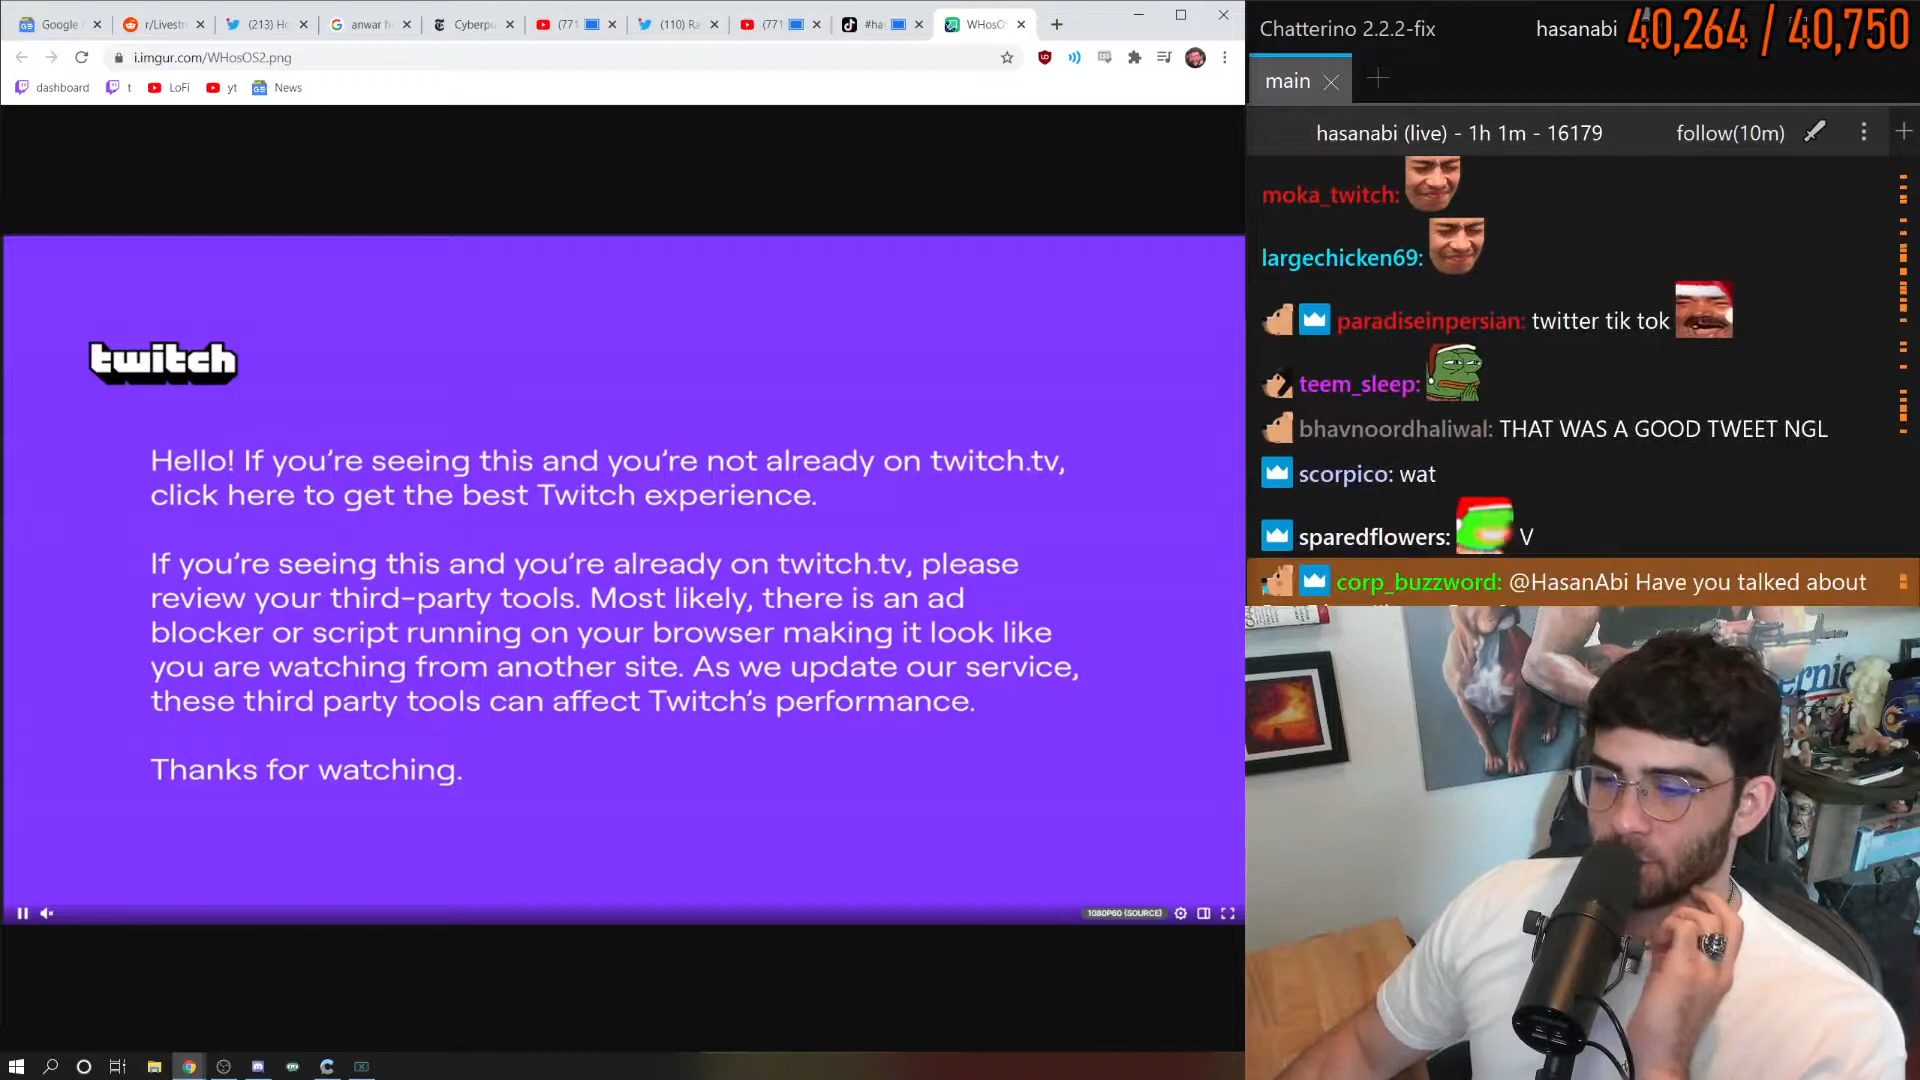 Google
r/Livestr
(213) Ho
anwar h
Cyberpu
(771
(110) Ra
(771
#ha
WHosOS
i.imgur.com/WHosOS2.png
dashboard
t
LoFi
yt
News
twitch
Hello! If you're seeing this and you're not already on twitch.tv,
click here to get the best Twitch experience.
If you're seeing this and you're already on twitch.tv, please
review your third-party tools. Most likely, there is an ad
blocker or script running on your browser making it look like
you are watching from another site. As we update our service,
these third party tools can affect Twitch's performance.
Thanks for watching.
1080P60 (SOURCE)
Chatterino 2.2.2-fix
hasanabi
40,264 / 40,750
main
hasanabi (live) - 1h 1m - 16179
follow(10m)
moka_twitch:
largechicken69:
paradiseinpersian: twitter tik tok
teem_sleep:
bhavnoordhaliwal: THAT WAS A GOOD TWEET NGL
scorpico: wat
sparedflowers: V
corp_buzzword: @HasanAbi Have you talked about
ernie